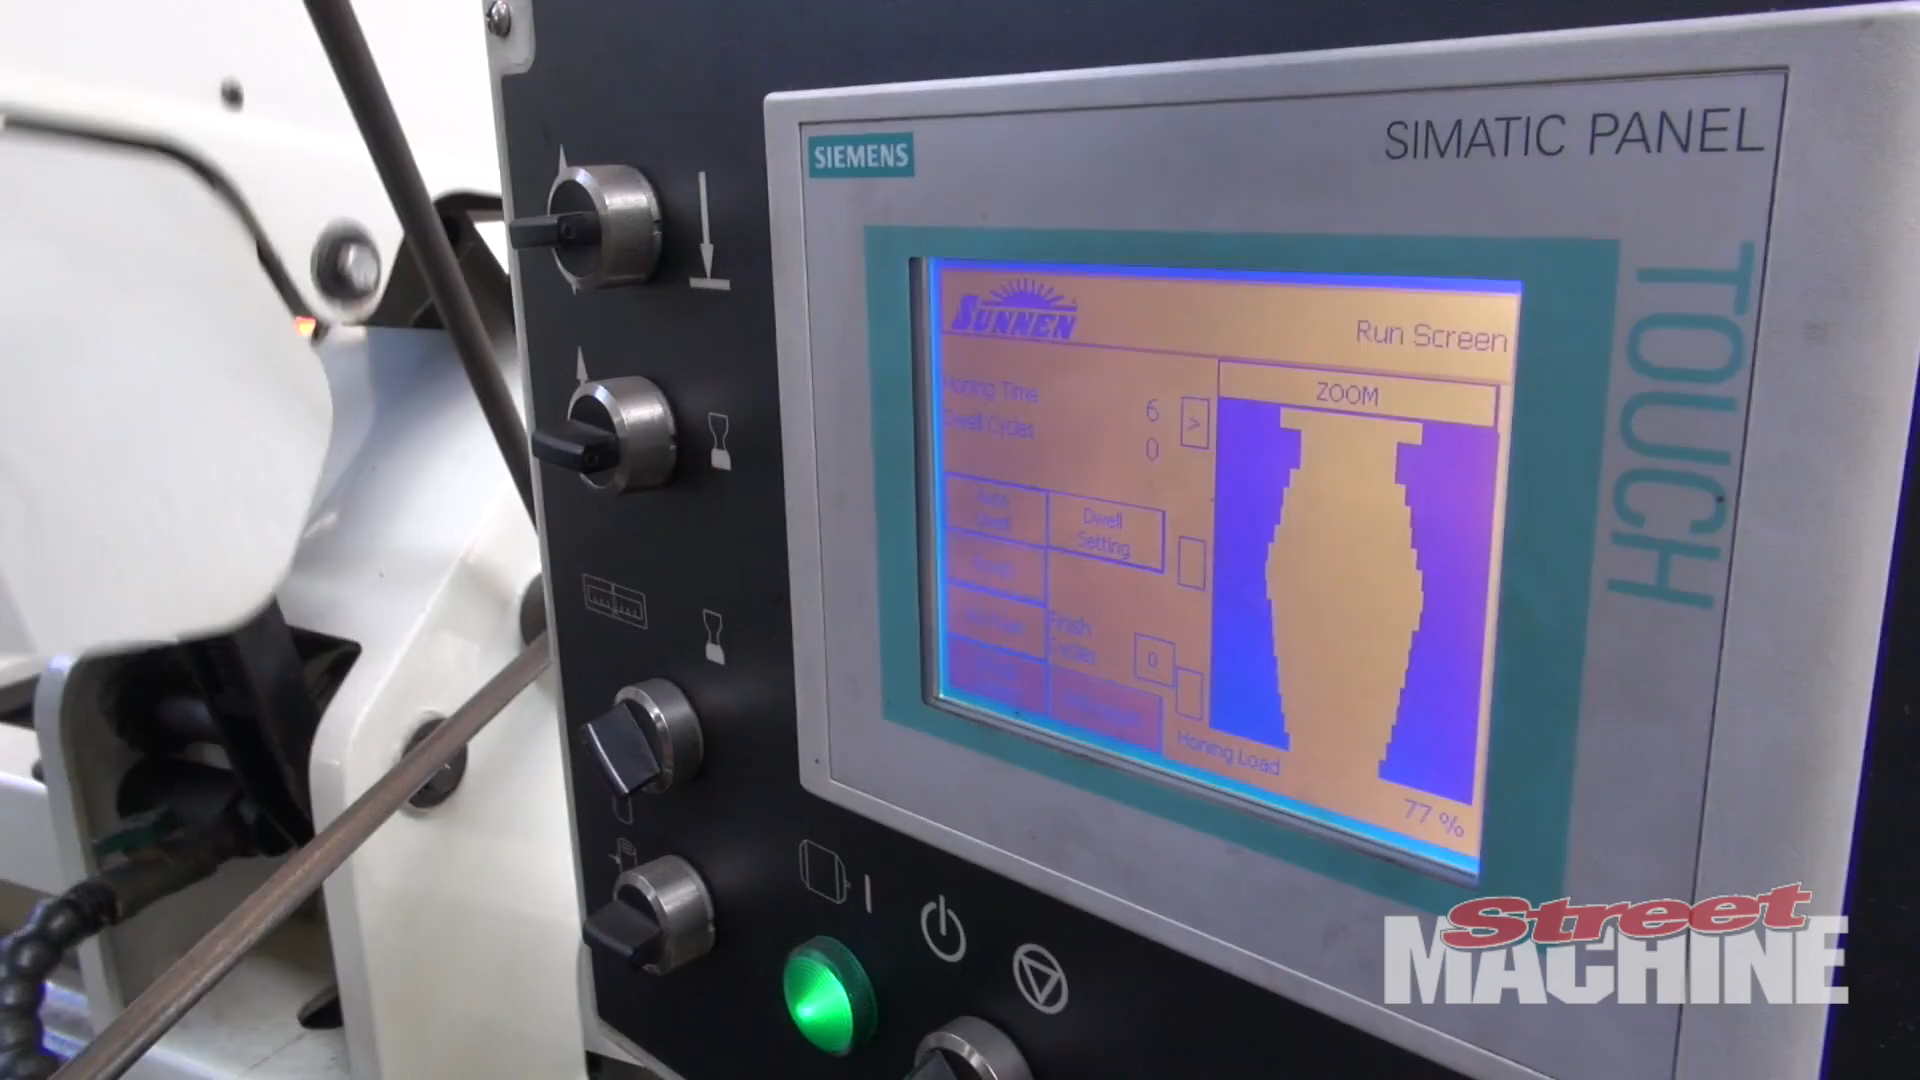 SIEMENS
SIMATIC PANEL
TOUCH
SUNNEN
Run Screen
Honing Time 6 >
Dwell Cycles 0
ZOOM
Dwell
Setting
Finish
Cycles 0
Honing Load
77 %
Street
MACHINE